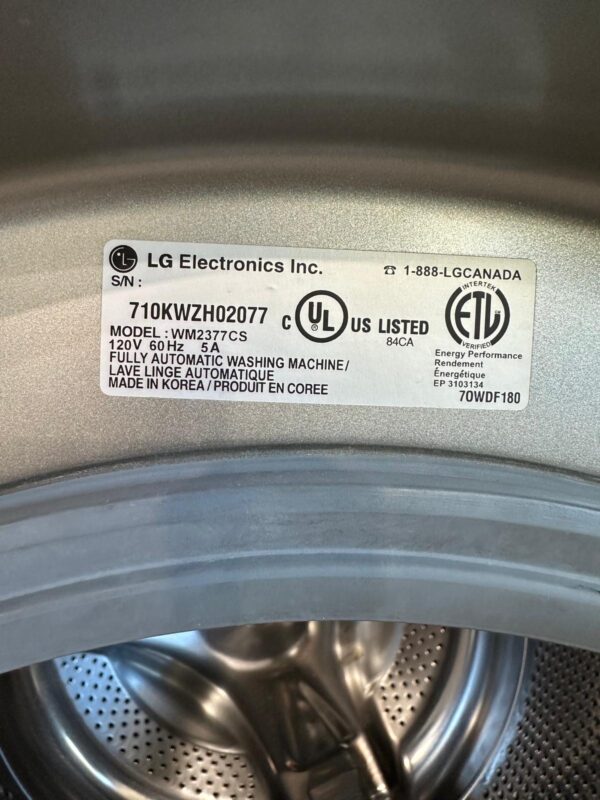 LG Electronics Inc.
☎ 1-888-LGCANADA
S/N :
710KWZH02077
C UL US LISTED
84CA
INTERTEK
ETL
VERIFIED
Energy Performance
Rendement
Énergétique
EP 3103134
MODEL : WM2377CS
120V 60Hz 5A
FULLY AUTOMATIC WASHING MACHINE/
LAVE LINGE AUTOMATIQUE
MADE IN KOREA / PRODUIT EN COREE
7OWDF180